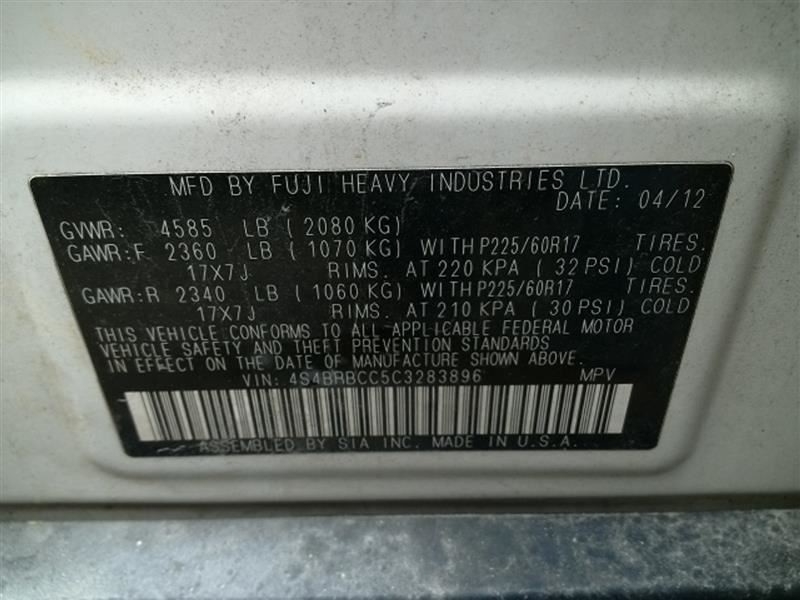 MFD BY FUJI HEAVY INDUSTRIES LTD.
DATE: 04/12
GVWR: 4585 LB ( 2080 KG)
GAWR:F 2360 LB ( 1070 KG) WITH P225/60R17 TIRES.
17X7J RIMS. AT 220 KPA ( 32 PSI) COLD
GAWR:R 2340 LB ( 1060 KG) WITH P225/60R17 TIRES.
17X7J RIMS. AT 210 KPA ( 30 PSI) COLD
THIS VEHICLE CONFORMS TO ALL APPLICABLE FEDERAL MOTOR
VEHICLE SAFETY AND THEFT PREVENTION STANDARDS
IN EFFECT ON THE DATE OF MANUFACTURE SHOWN ABOVE.
VIN: 4S4BRBCC5C3283896 MPV
ASSEMBLED BY SIA INC. MADE IN U.S.A.